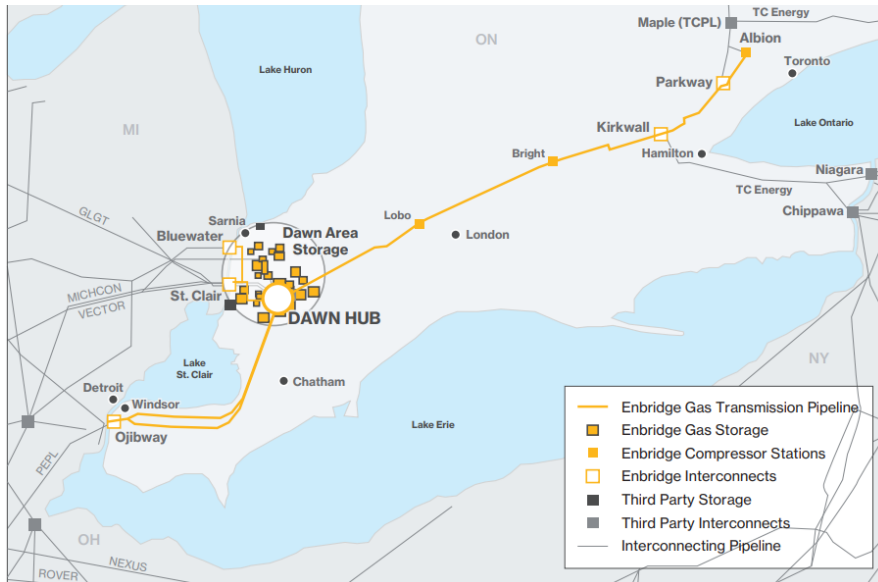 TC Energy
Maple (TCPL)
ON
Albion
Toronto
Lake Huron
Parkway
MI
Kirkwall
Lake Ontario
Bright
Hamilton
Niagara
TC Energy
GLGT
Sarnia
Lobo
Chippawa
Bluewater
Dawn Area
Storage
London
MICHCON
VECTOR
St. Clair
DAWN HUB
NY
Lake
St. Clair
Detroit
Chatham
Windsor
Ojibway
Lake Erie
PEPL
OH
NEXUS
ROVER
Enbridge Gas Transmission Pipeline
Enbridge Gas Storage
Enbridge Compressor Stations
Enbridge Interconnects
Third Party Storage
Third Party Interconnects
Interconnecting Pipeline